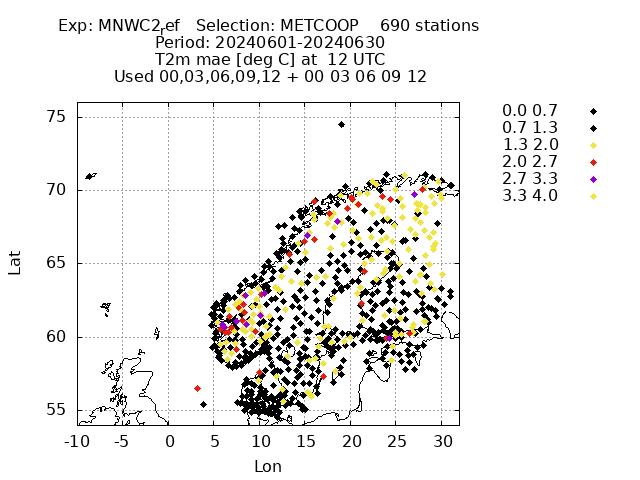 Exp: MNWC2ref   Selection: METCOOP    690 stations
Period: 20240601-20240630
T2m mae [deg C] at  12 UTC
Used 00,03,06,09,12 + 00 03 06 09 12
75
70
65
60
55
Lat
-10 -5 0 5 10 15 20 25 30
Lon
0.0 0.7
0.7 1.3
1.3 2.0
2.0 2.7
2.7 3.3
3.3 4.0